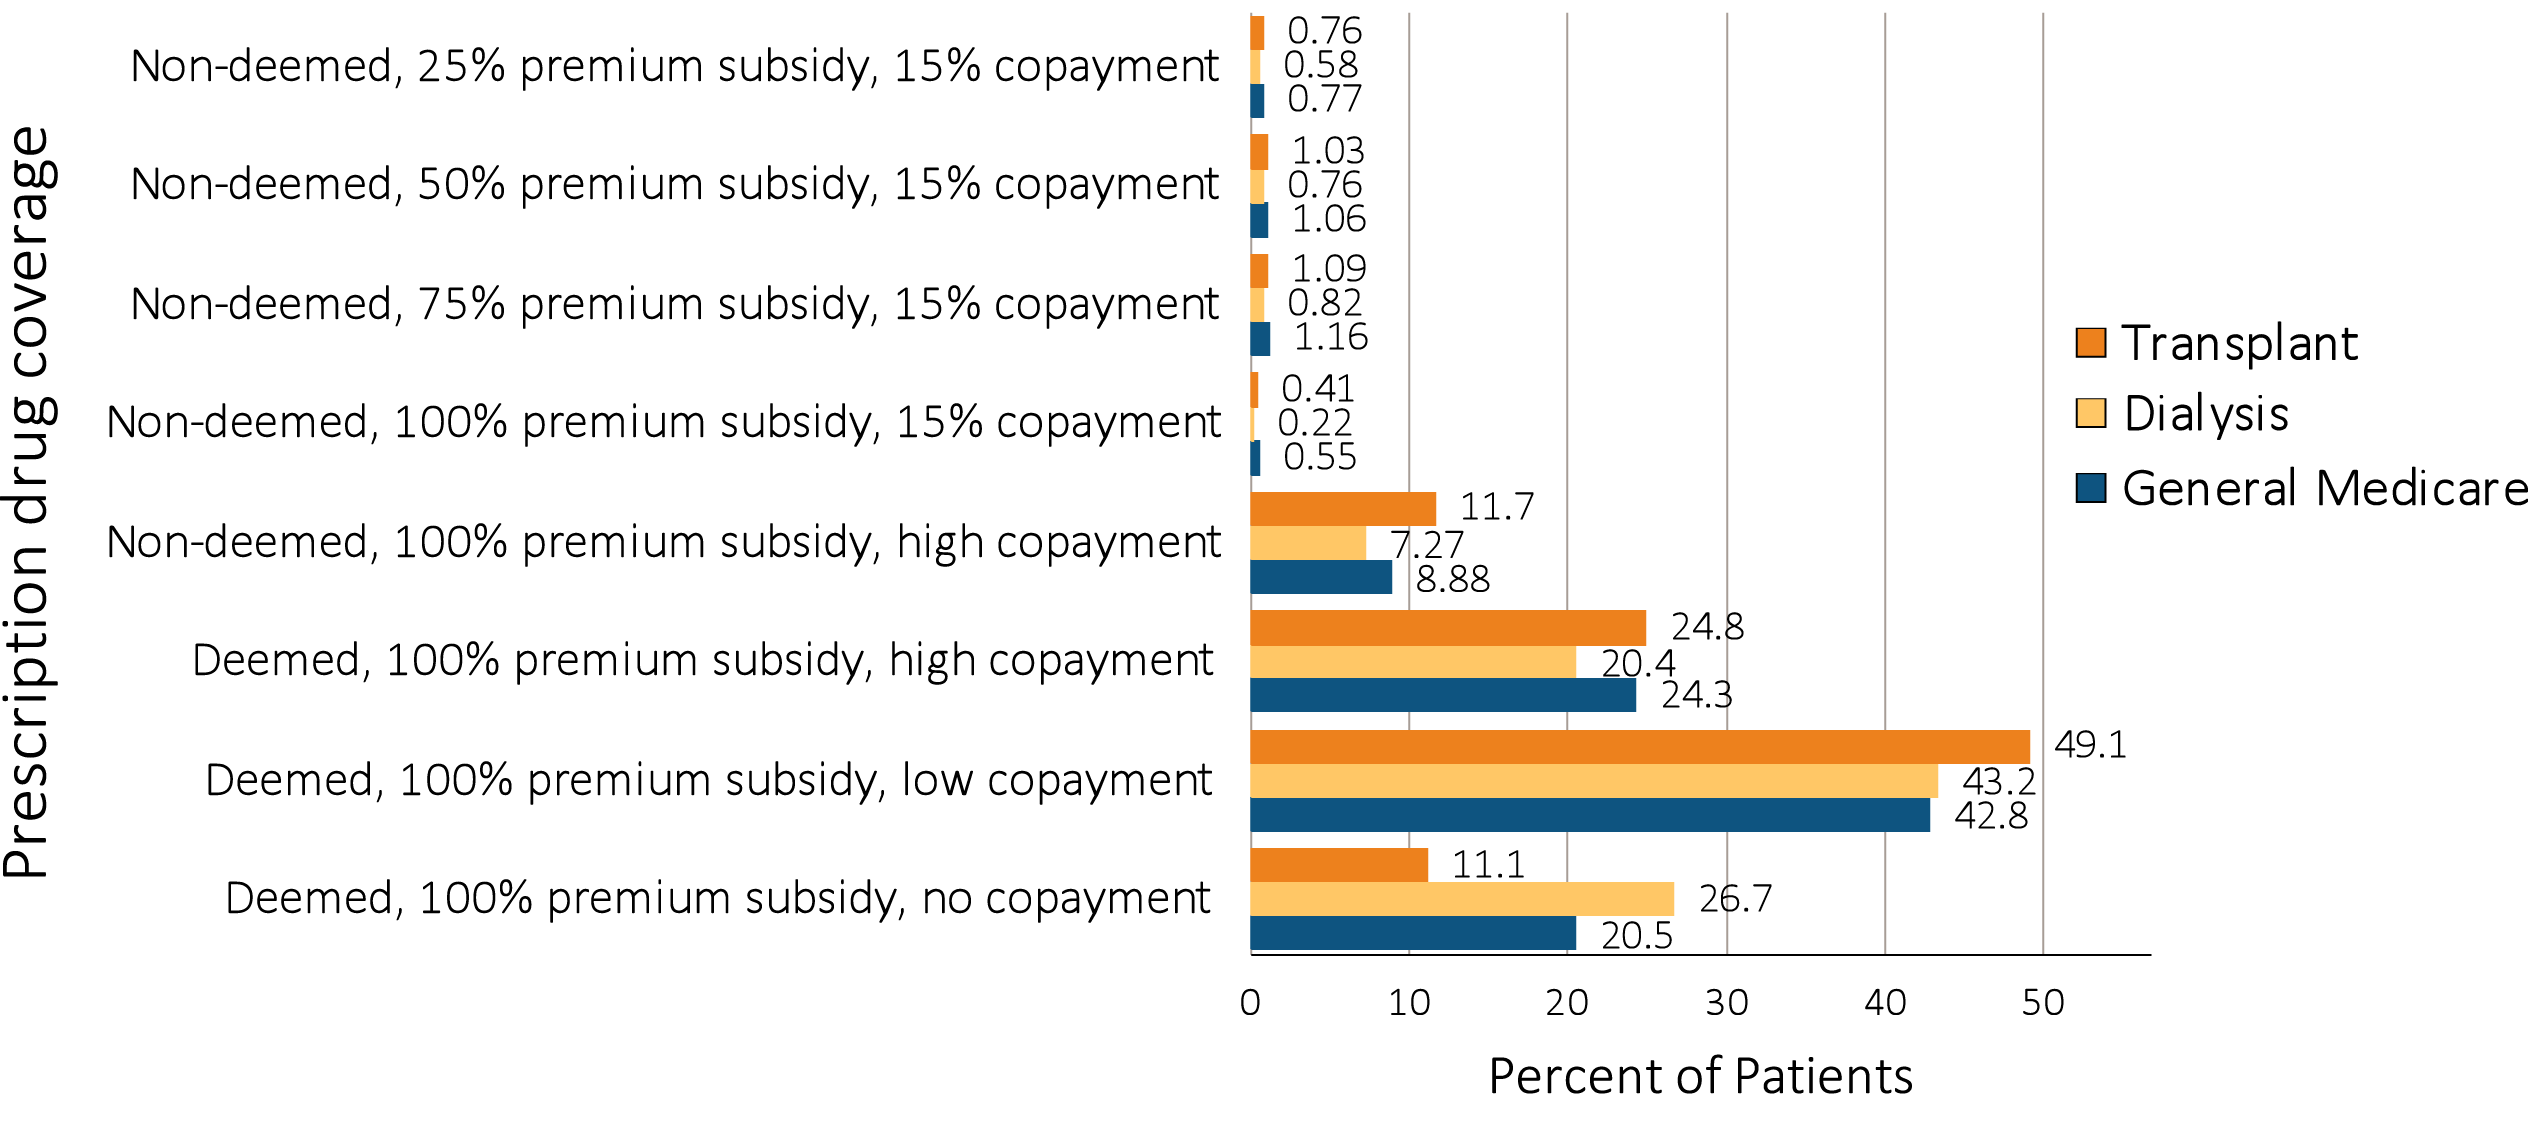 Prescription drug coverage
Non-deemed, 25% premium subsidy, 15% copayment
0.76
0.58
0.77
Non-deemed, 50% premium subsidy, 15% copayment
1.03
0.76
1.06
Non-deemed, 75% premium subsidy, 15% copayment
1.09
0.82
1.16
Non-deemed, 100% premium subsidy, 15% copayment
0.41
0.22
0.55
Non-deemed, 100% premium subsidy, high copayment
11.7
7.27
8.88
Deemed, 100% premium subsidy, high copayment
24.8
20.4
24.3
Deemed, 100% premium subsidy, low copayment
49.1
43.2
42.8
Deemed, 100% premium subsidy, no copayment
11.1
26.7
20.5
0 10 20 30 40 50
Percent of Patients
Transplant
Dialysis
General Medicare